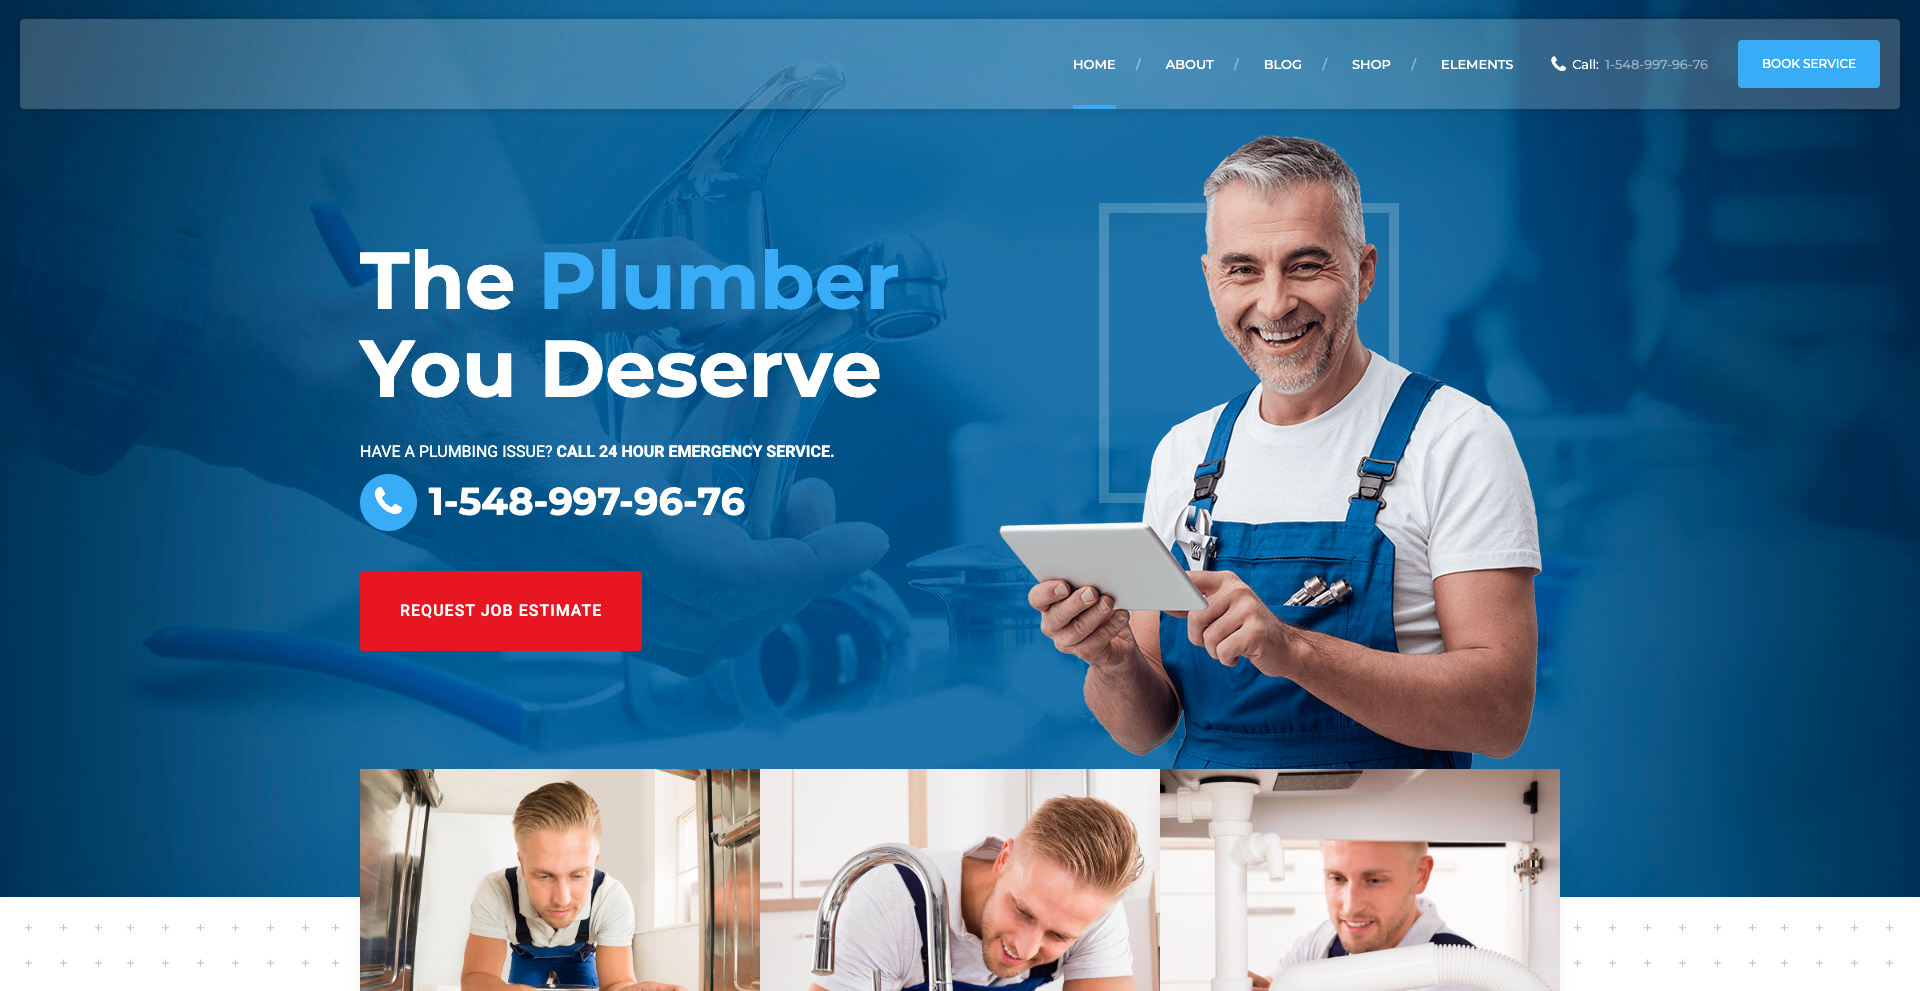 HOME / ABOUT / BLOG / SHOP / ELEMENTS Call: 1-548-997-96-76 BOOK SERVICE
The Plumber
You Deserve
HAVE A PLUMBING ISSUE? CALL 24 HOUR EMERGENCY SERVICE.
1-548-997-96-76
REQUEST JOB ESTIMATE